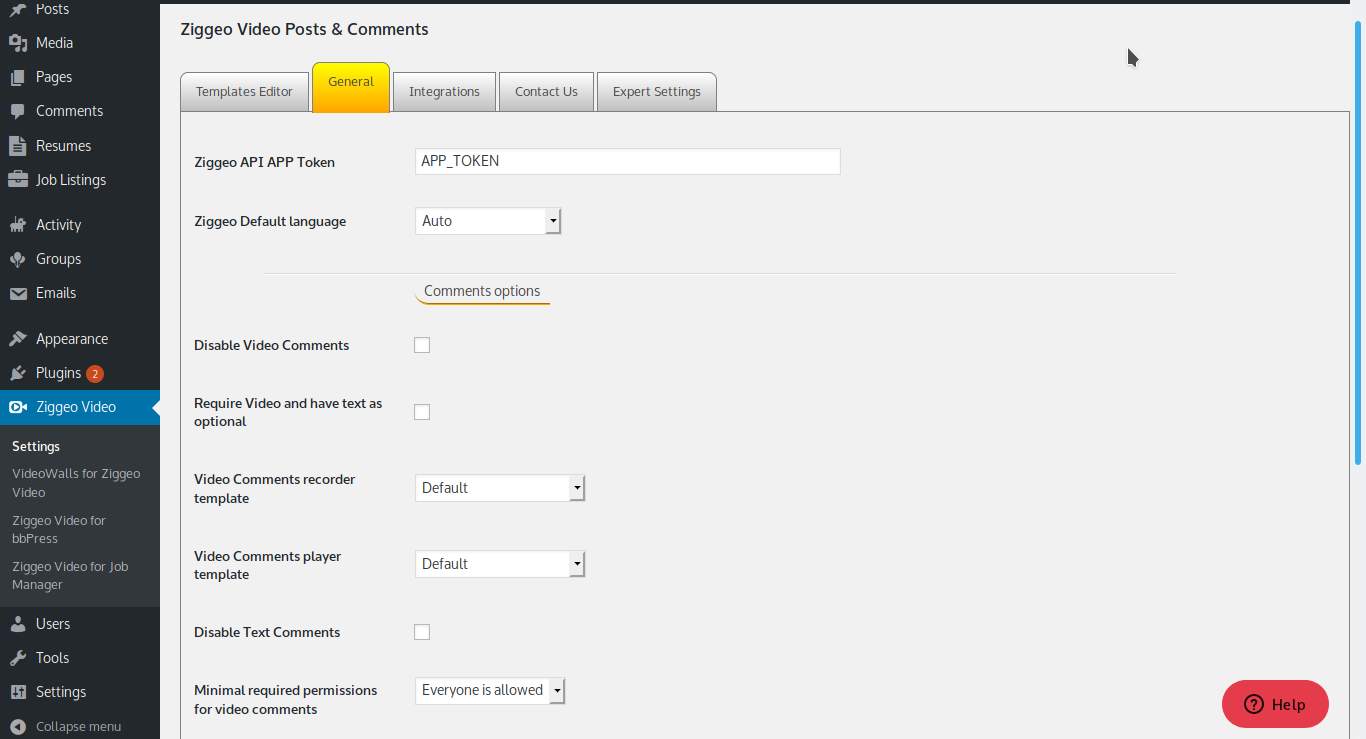 Posts
Media
Pages
Comments
Resumes
Job Listings
Activity
Groups
Emails
Appearance
Plugins 2
Ziggeo Video
Settings
VideoWalls for Ziggeo
Video
Ziggeo Video for
bbPress
Ziggeo Video for Job
Manager
Users
Tools
Settings
Collapse menu
Ziggeo Video Posts & Comments
Templates Editor
General
Integrations
Contact Us
Expert Settings
Ziggeo API APP Token
APP_TOKEN
Ziggeo Default language
Auto
Comments options
Disable Video Comments
Require Video and have text as
optional
Video Comments recorder
template
Default
Video Comments player
template
Default
Disable Text Comments
Minimal required permissions
for video comments
Everyone is allowed
Help